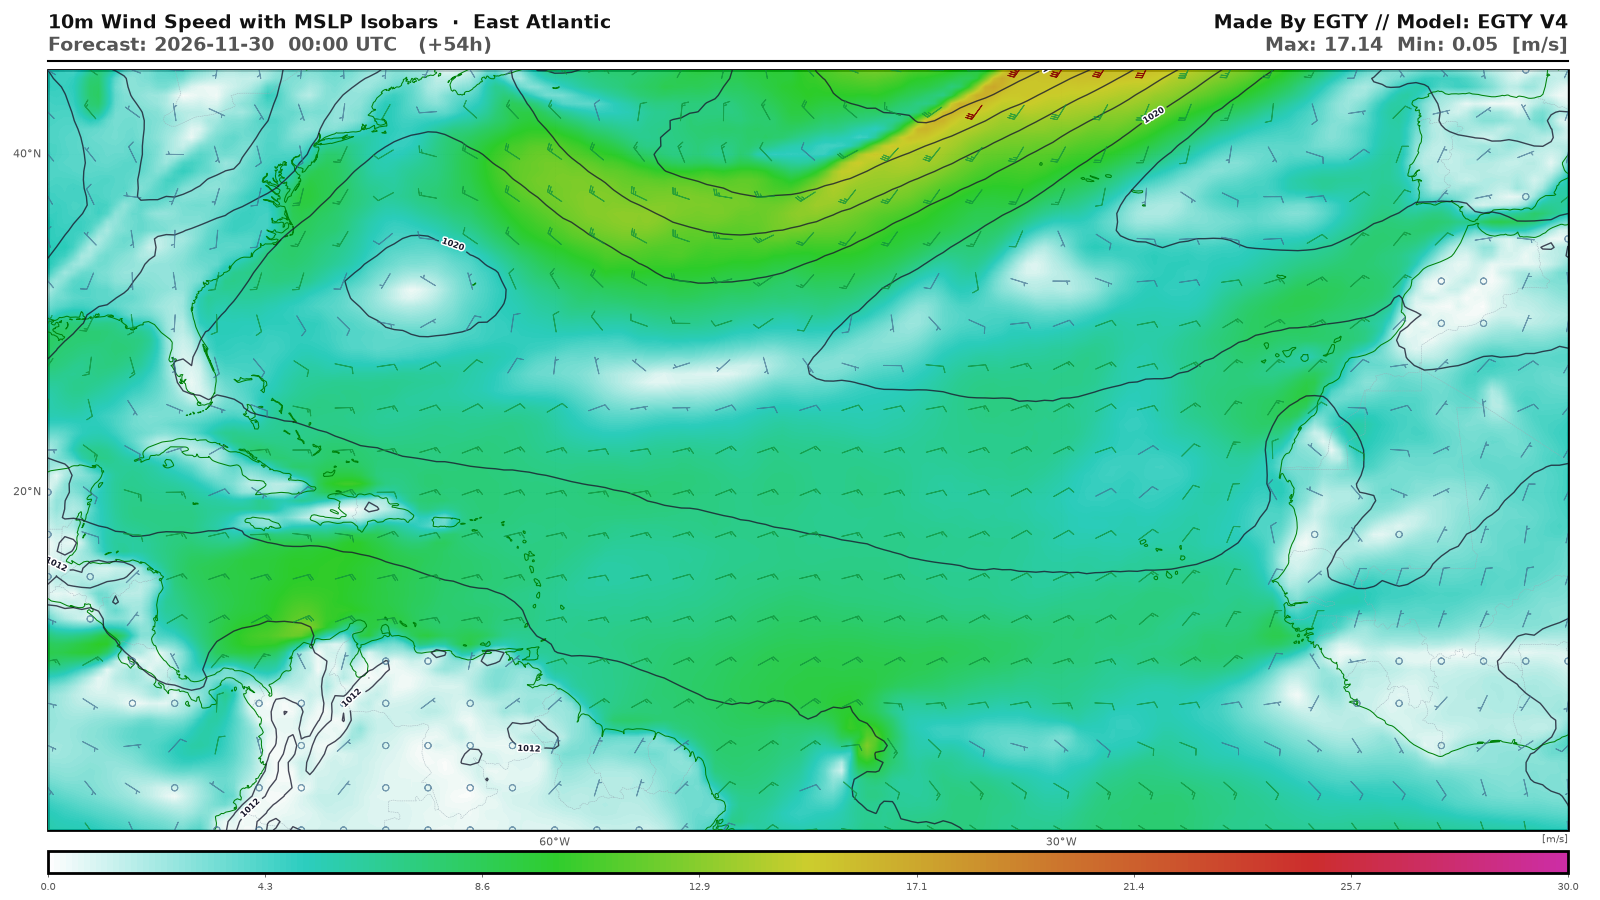 10m Wind Speed with MSLP Isobars · East Atlantic
Made By EGTY // Model: EGTY V4
Forecast: 2026-11-30 00:00 UTC (+54h)
Max: 17.14 Min: 0.05 [m/s]
1020
40°N
1020
20°N
1012
1012
1012
1012
60°W
30°W
[m/s]
0.0
4.3
8.6
12.9
17.1
21.4
25.7
30.0